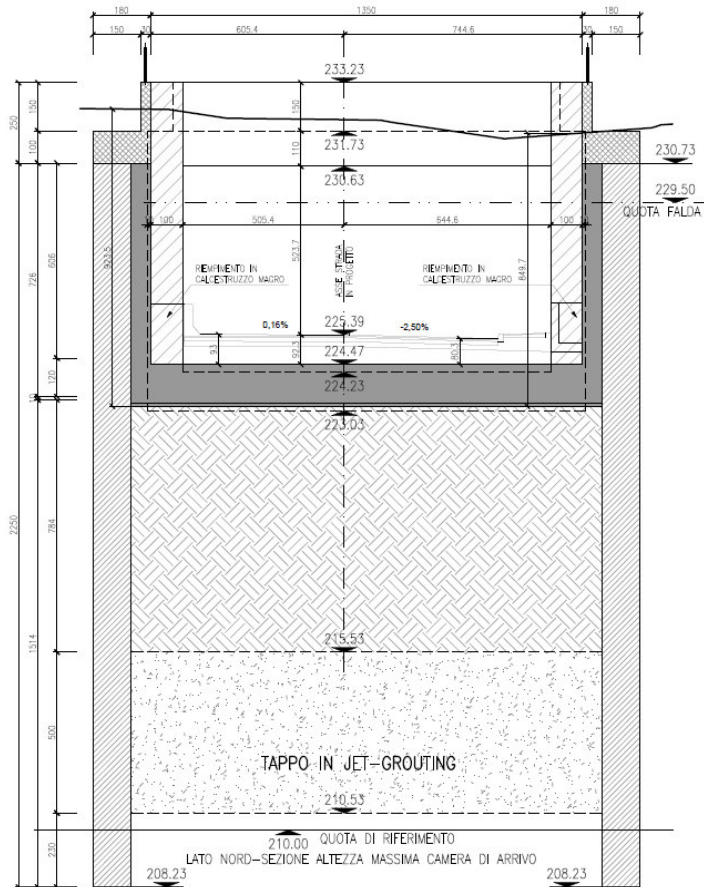 180 1350 180
150 30 605.4 744.6 30 150
233.23
250 150 150
231.73
100 110
230.63 230.73
229.50
QUOTA FALDA
100 505.4 644.6 100
923.5 726 606 523.7 849.7
ASSE STRADA
IN PROGETTO
RIEMPIMENTO IN
CALCESTRUZZO MAGRO
RIEMPIMENTO IN
CALCESTRUZZO MAGRO
225.39
0,16% -2,50%
93 92.3 80.3
224.47
120
224.23
10
223.03
2250 1514 784
215.53
500
TAPPO IN JET-GROUTING
210.53
230
210.00 QUOTA DI RIFERIMENTO
LATO NORD-SEZIONE ALTEZZA MASSIMA CAMERA DI ARRIVO
208.23 208.23